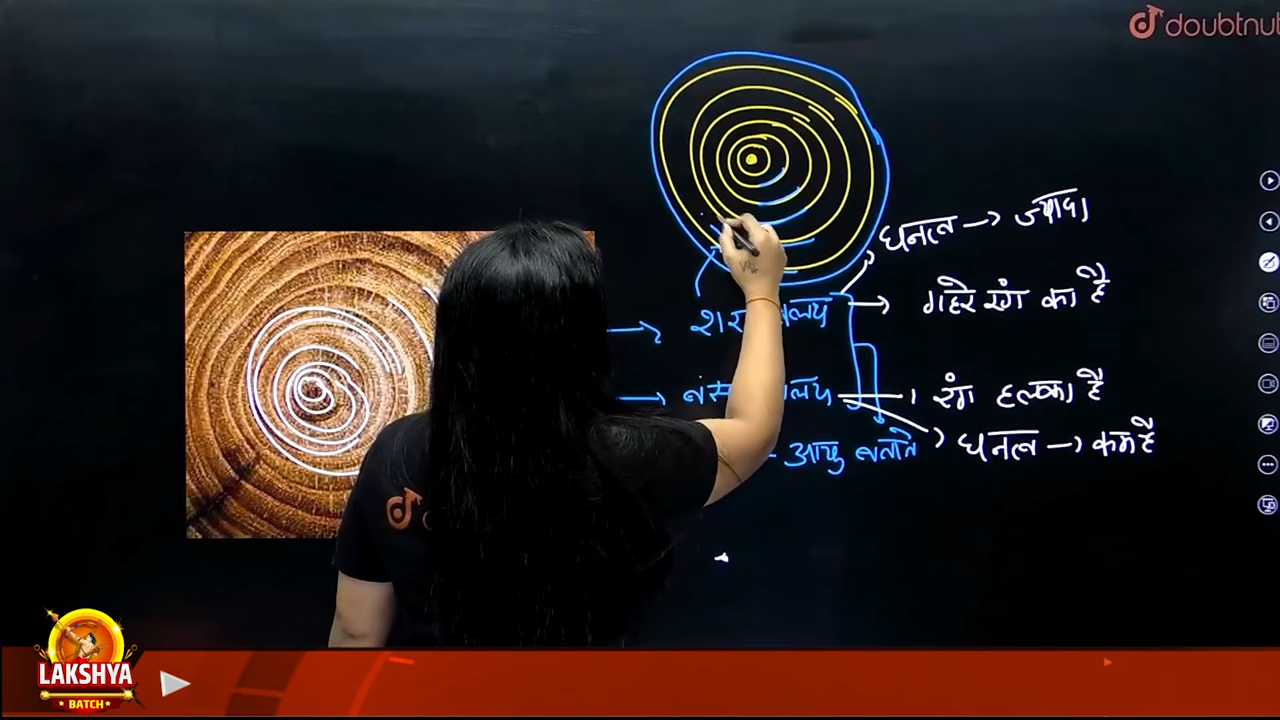 doubtnut
घनत्व → ज्यादा
गहरे रंग का है
रंग हल्का है
आयु बताते
घनत्व → कम है
LAKSHYA
BATCH